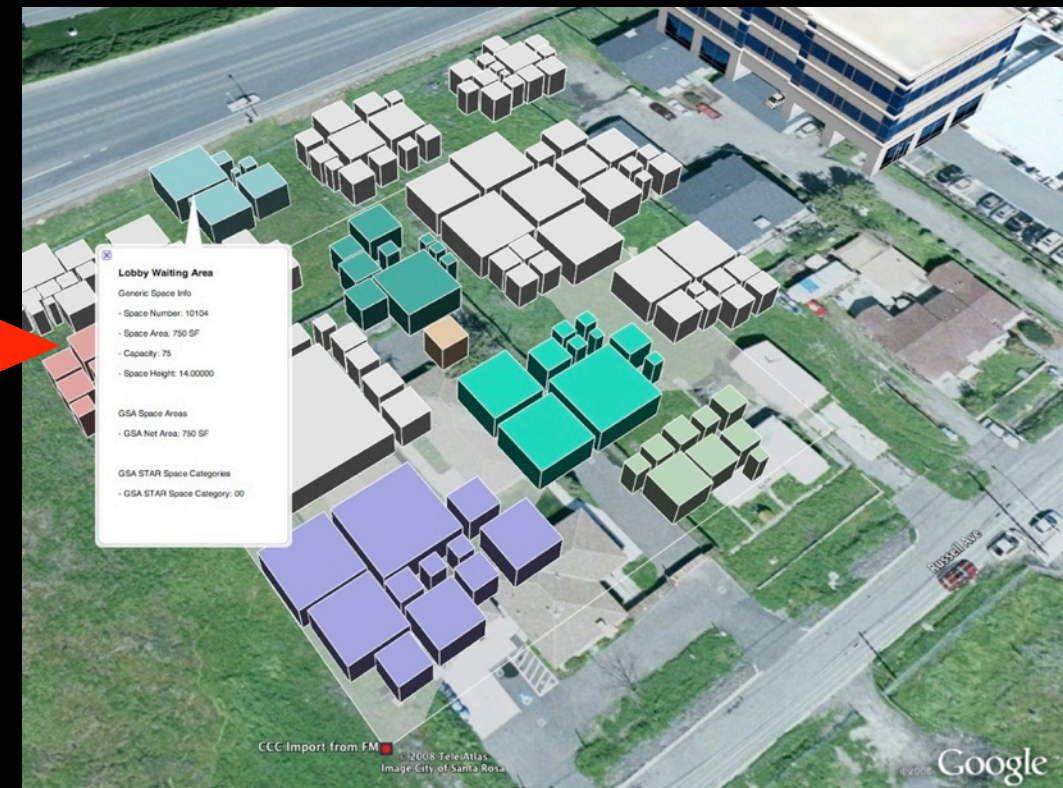 Lobby Waiting Area
Generic Space Info
- Space Number: 10104
- Space Area: 750 SF
- Capacity: 75
- Space Height: 14.00000
GSA Space Areas
- GSA Net Area: 750 SF
GSA STAR Space Categories
- GSA STAR Space Category: 00
Russell Ave
CCC Import from FM
© 2008 Tele Atlas
Image City of Santa Rosa
Google